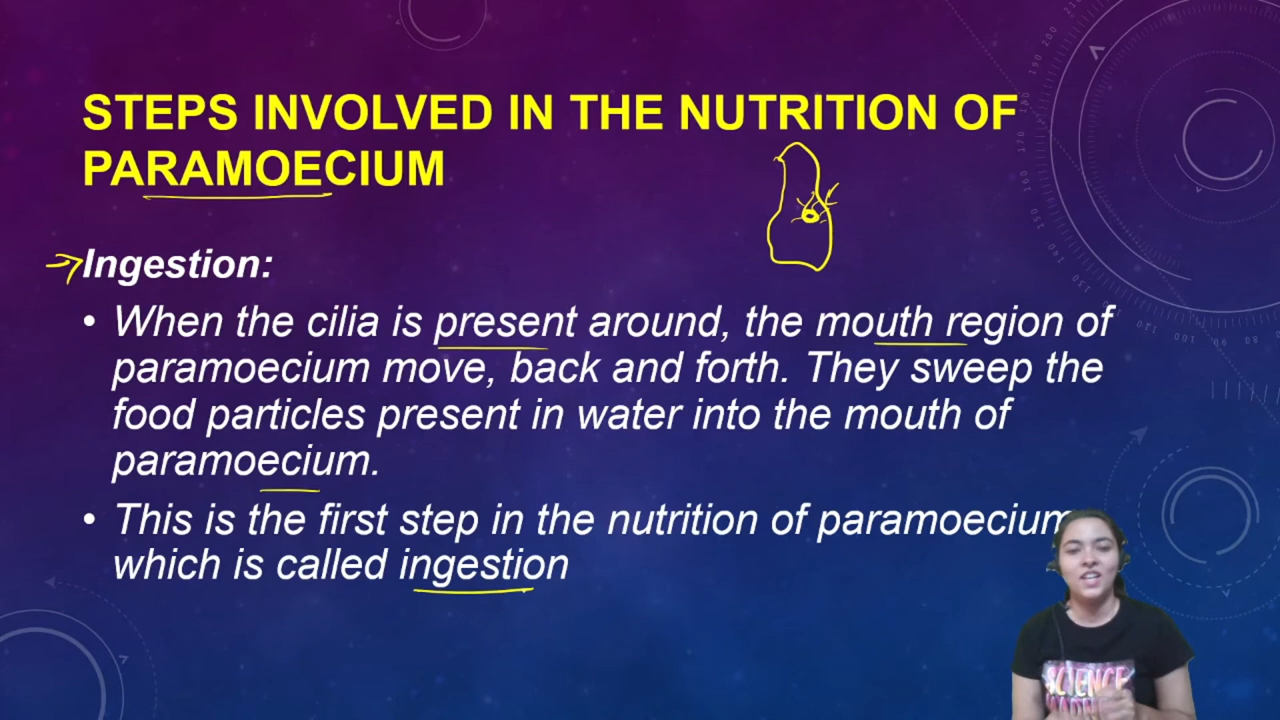 STEPS INVOLVED IN THE NUTRITION OF
PARAMOECIUM
Ingestion:
• When the cilia is present around, the mouth region of
paramoecium move, back and forth. They sweep the
food particles present in water into the mouth of
paramoecium.
• This is the first step in the nutrition of paramoecium
which is called ingestion
SCIENCE